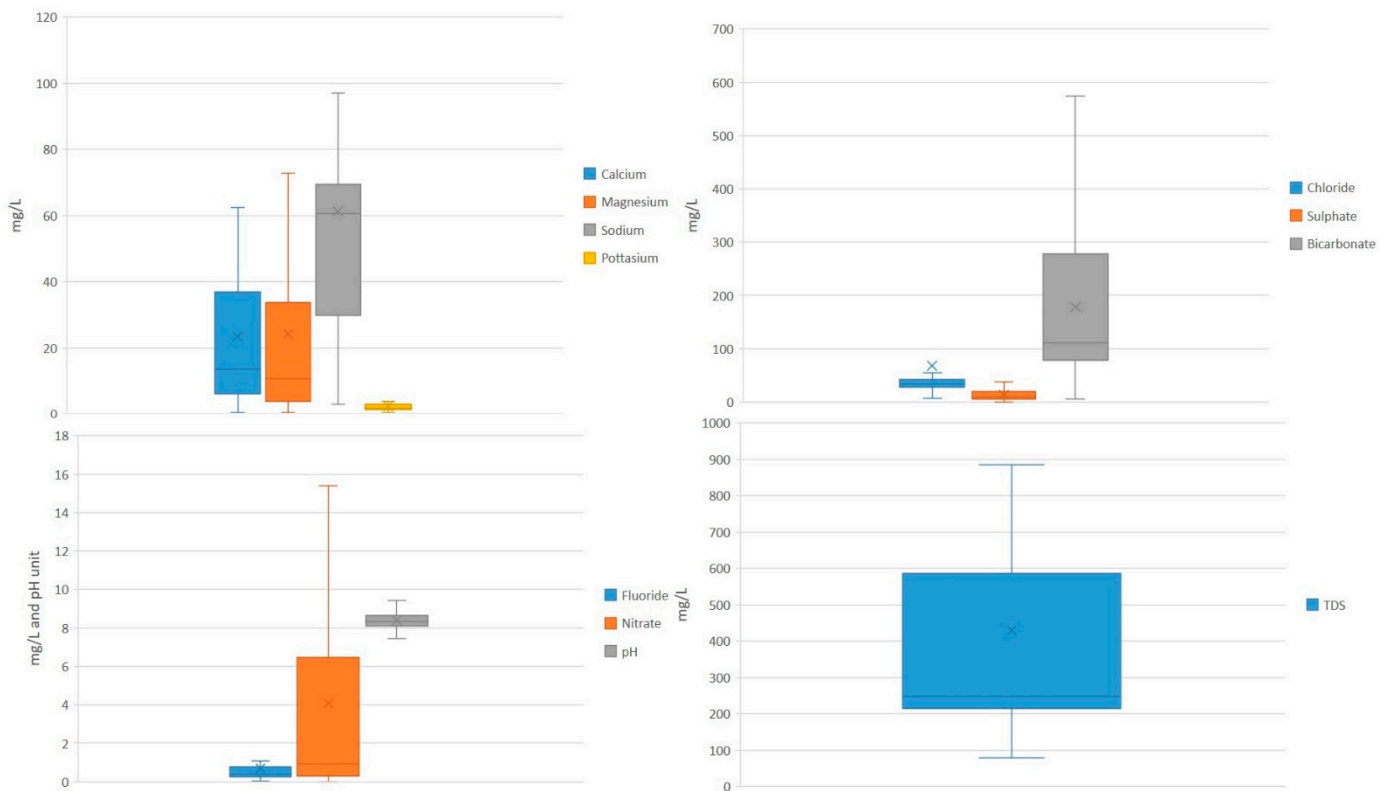 120
100
80
60
40
20
0
mg/L
Calcium
Magnesium
Sodium
Pottasium
700
600
500
400
300
200
100
0
mg/L
Chloride
Sulphate
Bicarbonate
18
16
14
12
10
8
6
4
2
0
mg/L and pH unit
Fluoride
Nitrate
pH
1000
900
800
700
600
500
400
300
200
100
0
mg/L
TDS